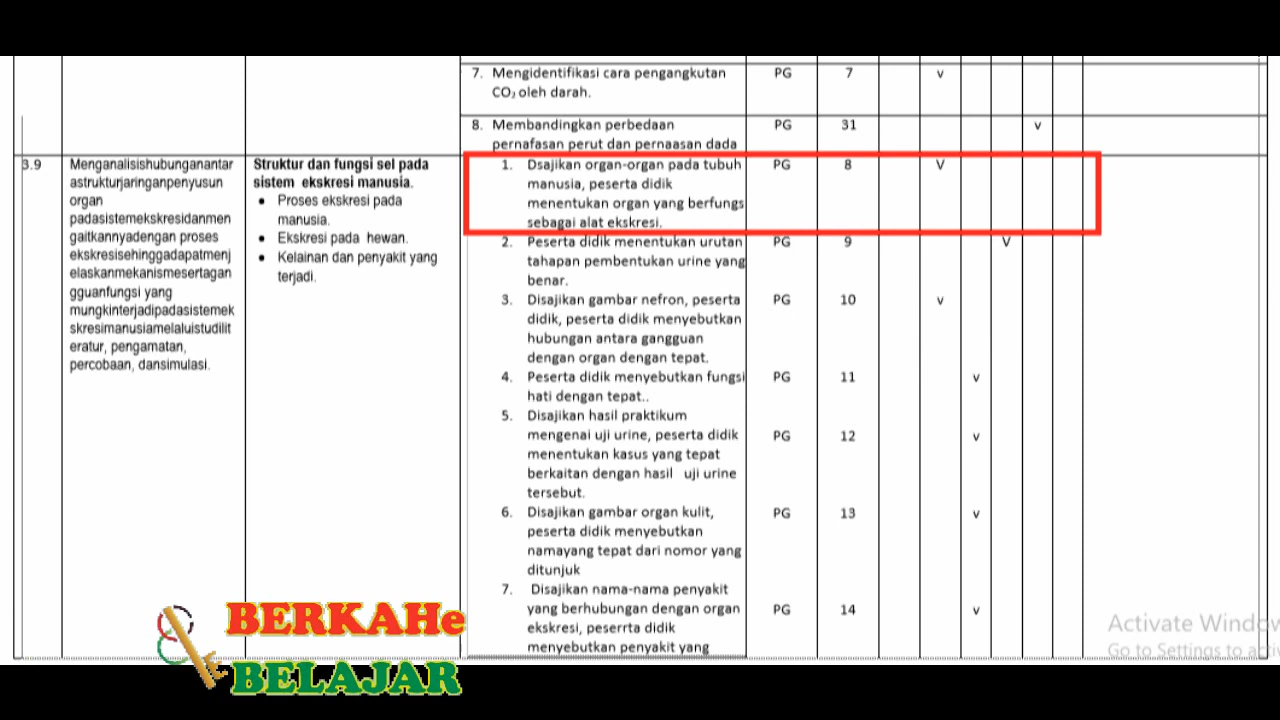 7. Mengidentifikasi cara pengangkutan PG 7 v
CO₂ oleh darah.
8. Membandingkan perbedaan PG 31 v
pernafasan perut dan pernaasan dada
3.9
Menganalisishubunganantar
astrukturjaringanpenyusun
organ
padasistemekskresidanmen
gaitkannyadengan proses
ekskresisehinggadapatmenj
elaskanmekanismesertagan
gguanfungsi yang
mungkinterjadipadasistemek
skresimanusiamelaluistudilit
eratur, pengamatan,
percobaan, dansimulasi.
Struktur dan fungsi sel pada
sistem ekskresi manusia.
• Proses ekskresi pada
manusia.
• Ekskresi pada hewan.
• Kelainan dan penyakit yang
terjadi.
1. Dsajikan organ-organ pada tubuh PG 8 V
manusia, peserta didik
menentukan organ yang berfungs
sebagai alat ekskresi.
2. Peserta didik menentukan urutan PG 9 V
tahapan pembentukan urine yang
benar.
3. Disajikan gambar nefron, peserta PG 10 v
didik, peserta didik menyebutkan
hubungan antara gangguan
dengan organ dengan tepat.
4. Peserta didik menyebutkan fungsi PG 11 v
hati dengan tepat..
5. Disajikan hasil praktikum
mengenai uji urine, peserta didik PG 12 v
menentukan kasus yang tepat
berkaitan dengan hasil uji urine
tersebut.
6. Disajikan gambar organ kulit, PG 13 v
peserta didik menyebutkan
namayang tepat dari nomor yang
ditunjuk
7. Disajikan nama-nama penyakit
yang berhubungan dengan organ PG 14 v
ekskresi, peserrta didik
menyebutkan penyakit yang
BERKAHe
BELAJAR
Activate Windo
Go to Settings to acti